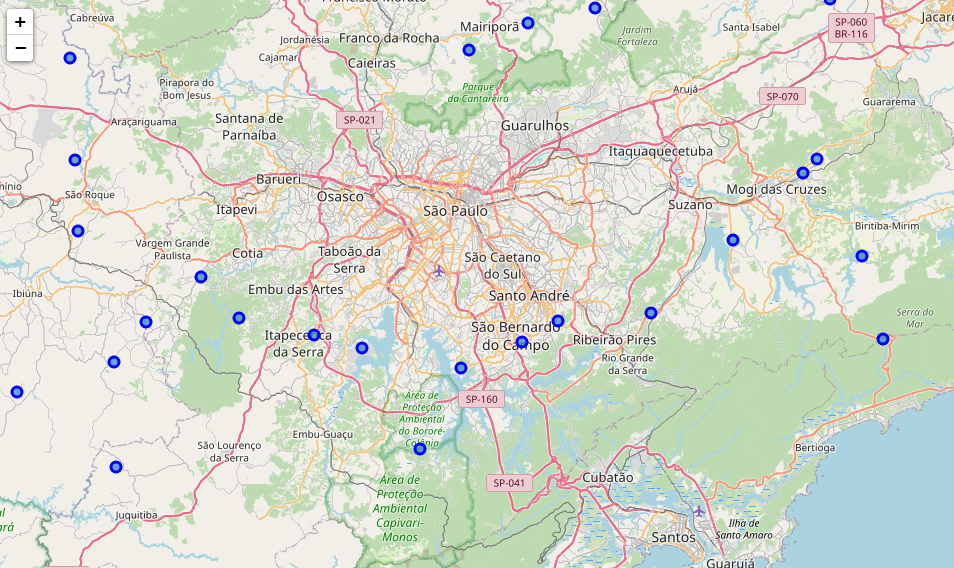 +
−
Cabreúva
Francisco Morato
Mairiporã
Santa Isabel
SP-060
BR-116
Jacare
Jordanésia
Franco da Rocha
Jardim
Fortaleza
Cajamar
Caieiras
Pirapora do
Bom Jesus
Parque
da Cantareira
Arujá
SP-070
Guararema
Araçariguama
Santana de
Parnaíba
SP-021
Guarulhos
Itaquaquecetuba
Barueri
Osasco
Mogi das Cruzes
São Roque
Itapevi
São Paulo
Suzano
Biritiba-Mirim
Vargem Grande
Paulista
Cotia
Taboão da
Serra
São Caetano
do Sul
Ibiúna
Embu das Artes
Santo André
Serra do
Mar
Itapecerica
da Serra
São Bernardo
do Campo
Ribeirão Pires
Rio Grande
da Serra
SP-160
Área de
Proteção
Ambiental
do Bororé-
Colônia
Embu-Guaçu
São Lourenço
da Serra
Bertioga
Área de
Proteção
Ambiental
Capivari-
Monos
SP-041
Cubatão
Juquitiba
Ilha de
Santo Amaro
Santos
Guarujá